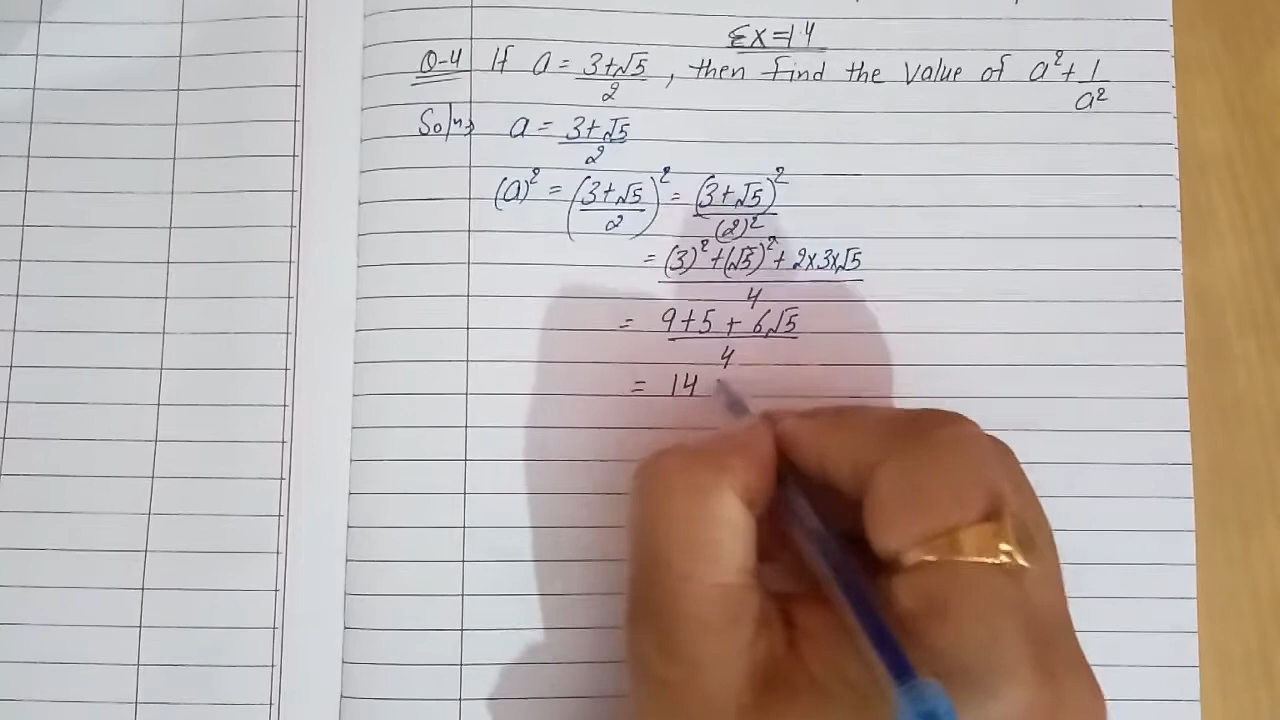 Ex=1.4
Q-4 If a = (3+√5)/2, then find the value of a² + 1/a²
Soln→ a = (3+√5)/2
(a)² = ((3+√5)/2)² = (3+√5)²/(2)²
= ((3)² + (√5)² + 2×3×√5)/4
= (9+5+6√5)/4
= 14